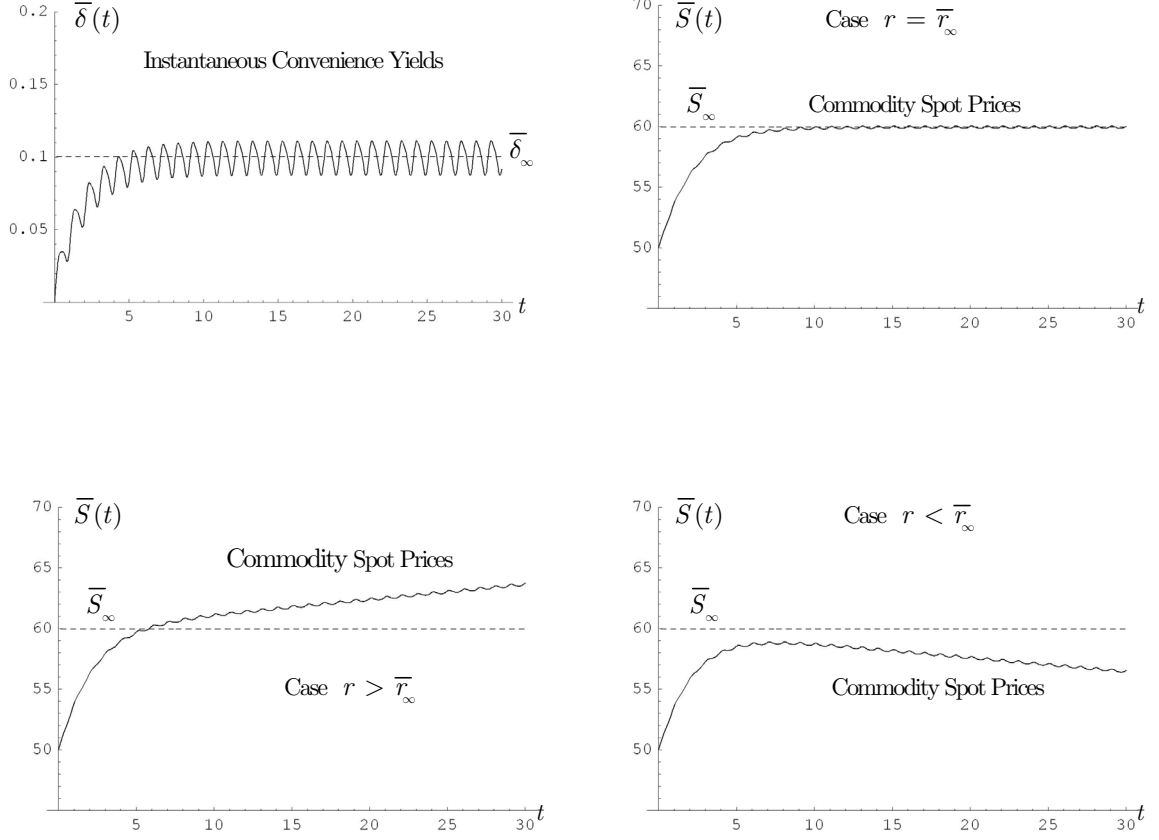 0.2
δ̅(t)
Instantaneous Convenience Yields
0.15
0.1
δ̅∞
0.05
5 10 15 20 25 30 t
70
S̅(t)
Case r = r̅∞
65
S̅∞
Commodity Spot Prices
60
55
50
5 10 15 20 25 30 t
70
S̅(t)
Commodity Spot Prices
65
S̅∞
60
55
Case r > r̅∞
50
5 10 15 20 25 30 t
70
S̅(t)
Case r < r̅∞
65
S̅∞
60
55
Commodity Spot Prices
50
5 10 15 20 25 30 t